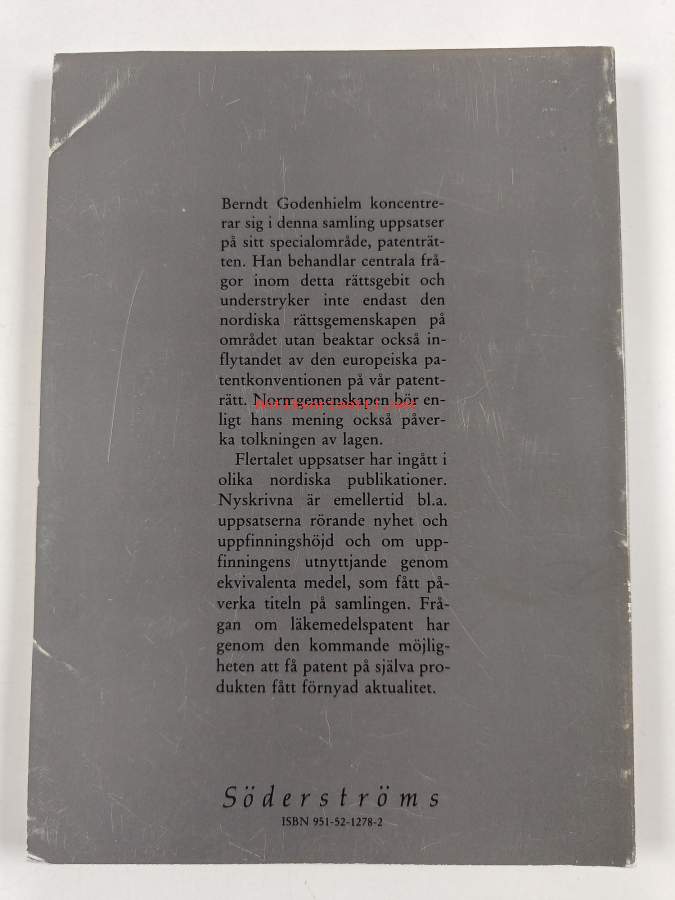 Berndt Godenhielm koncentre-
rar sig i denna samling uppsatser
på sitt specialområde, patenträt-
ten. Han behandlar centrala frå-
gor inom detta rättsgebit och
understryker inte endast den
nordiska rättsgemenskapen på
området utan beaktar också in-
flytandet av den europeiska pa-
tentkonventionen på vår patent-
rätt. Normgemenskapen bör en-
ligt hans mening också påver-
ka tolkningen av lagen.
Flertalet uppsatser har ingått i
olika nordiska publikationer.
Nyskrivna är emellertid bl.a.
uppsatserna rörande nyhet och
uppfinningshöjd och om upp-
finningens utnyttjande genom
ekvivalenta medel, som fått på-
verka titeln på samlingen. Frå-
gan om läkemedelspatent har
genom den kommande möjlig-
heten att få patent på själva pro-
dukten fått förnyad aktualitet.
Söderströms
ISBN 951-52-1278-2